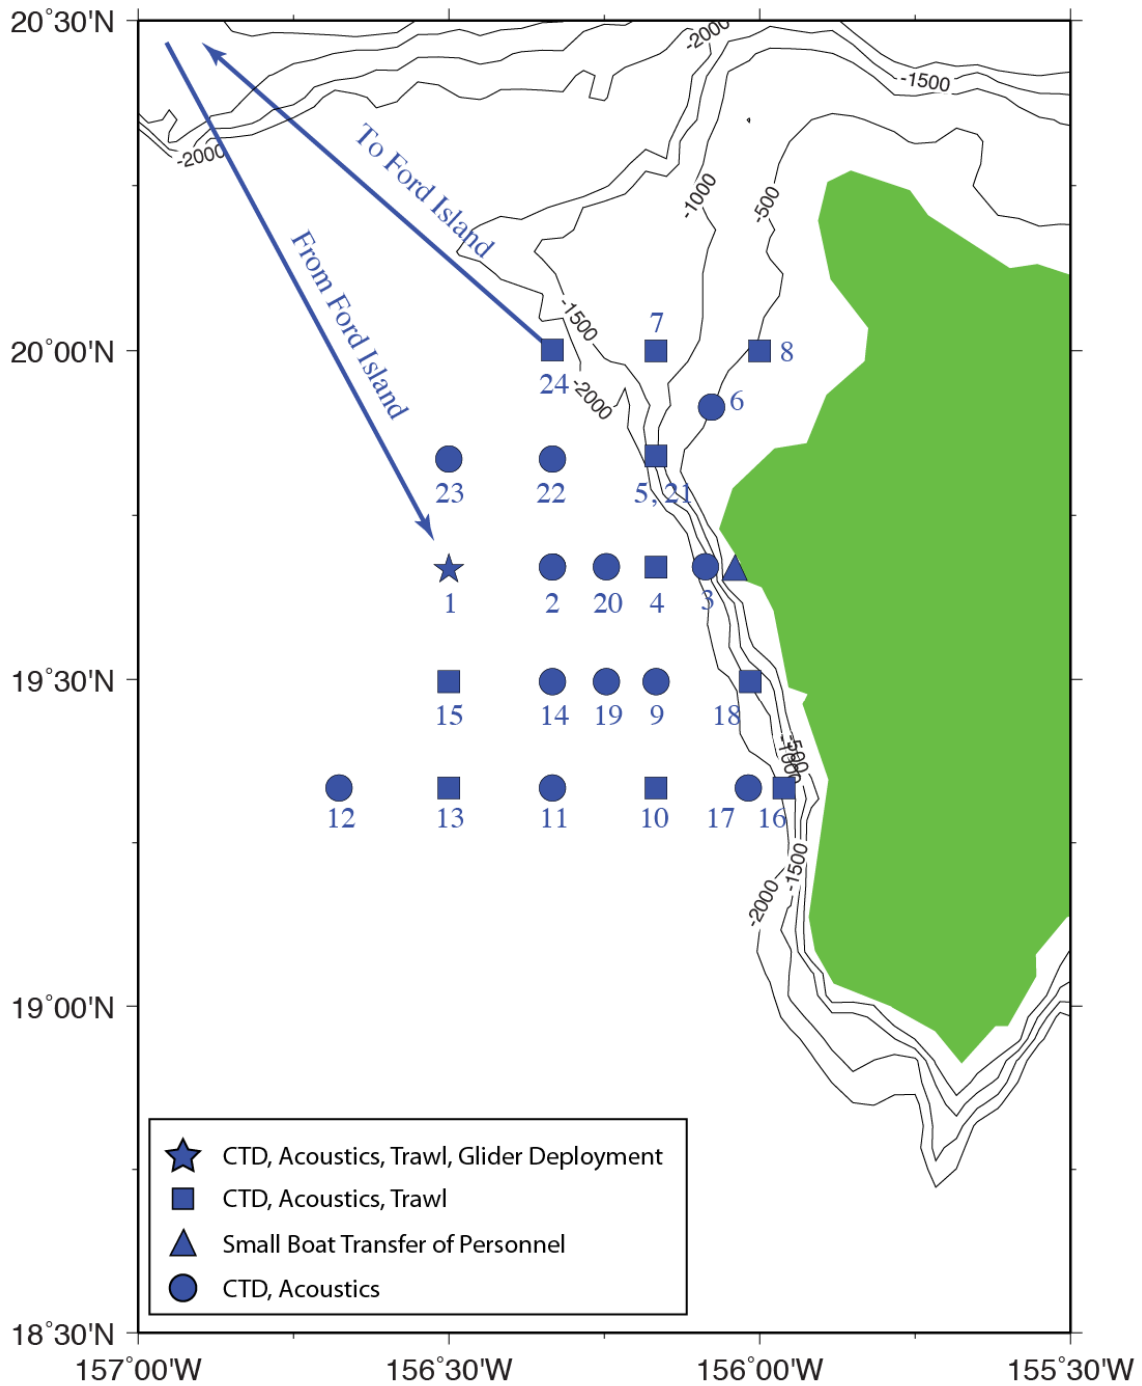 20°30'N
-2000
-1500
-2000
To Ford Island
-1000
-500
From Ford Island
-1500
7
20°00'N
8
24
-2000
6
23
22
5, 21
1
2
20
4
3
19°30'N
15
14
19
9
18
-500
-1000
12
13
11
10
17
16
-1500
-2000
19°00'N
CTD, Acoustics, Trawl, Glider Deployment
CTD, Acoustics, Trawl
Small Boat Transfer of Personnel
CTD, Acoustics
18°30'N
157°00'W
156°30'W
156°00'W
155°30'W